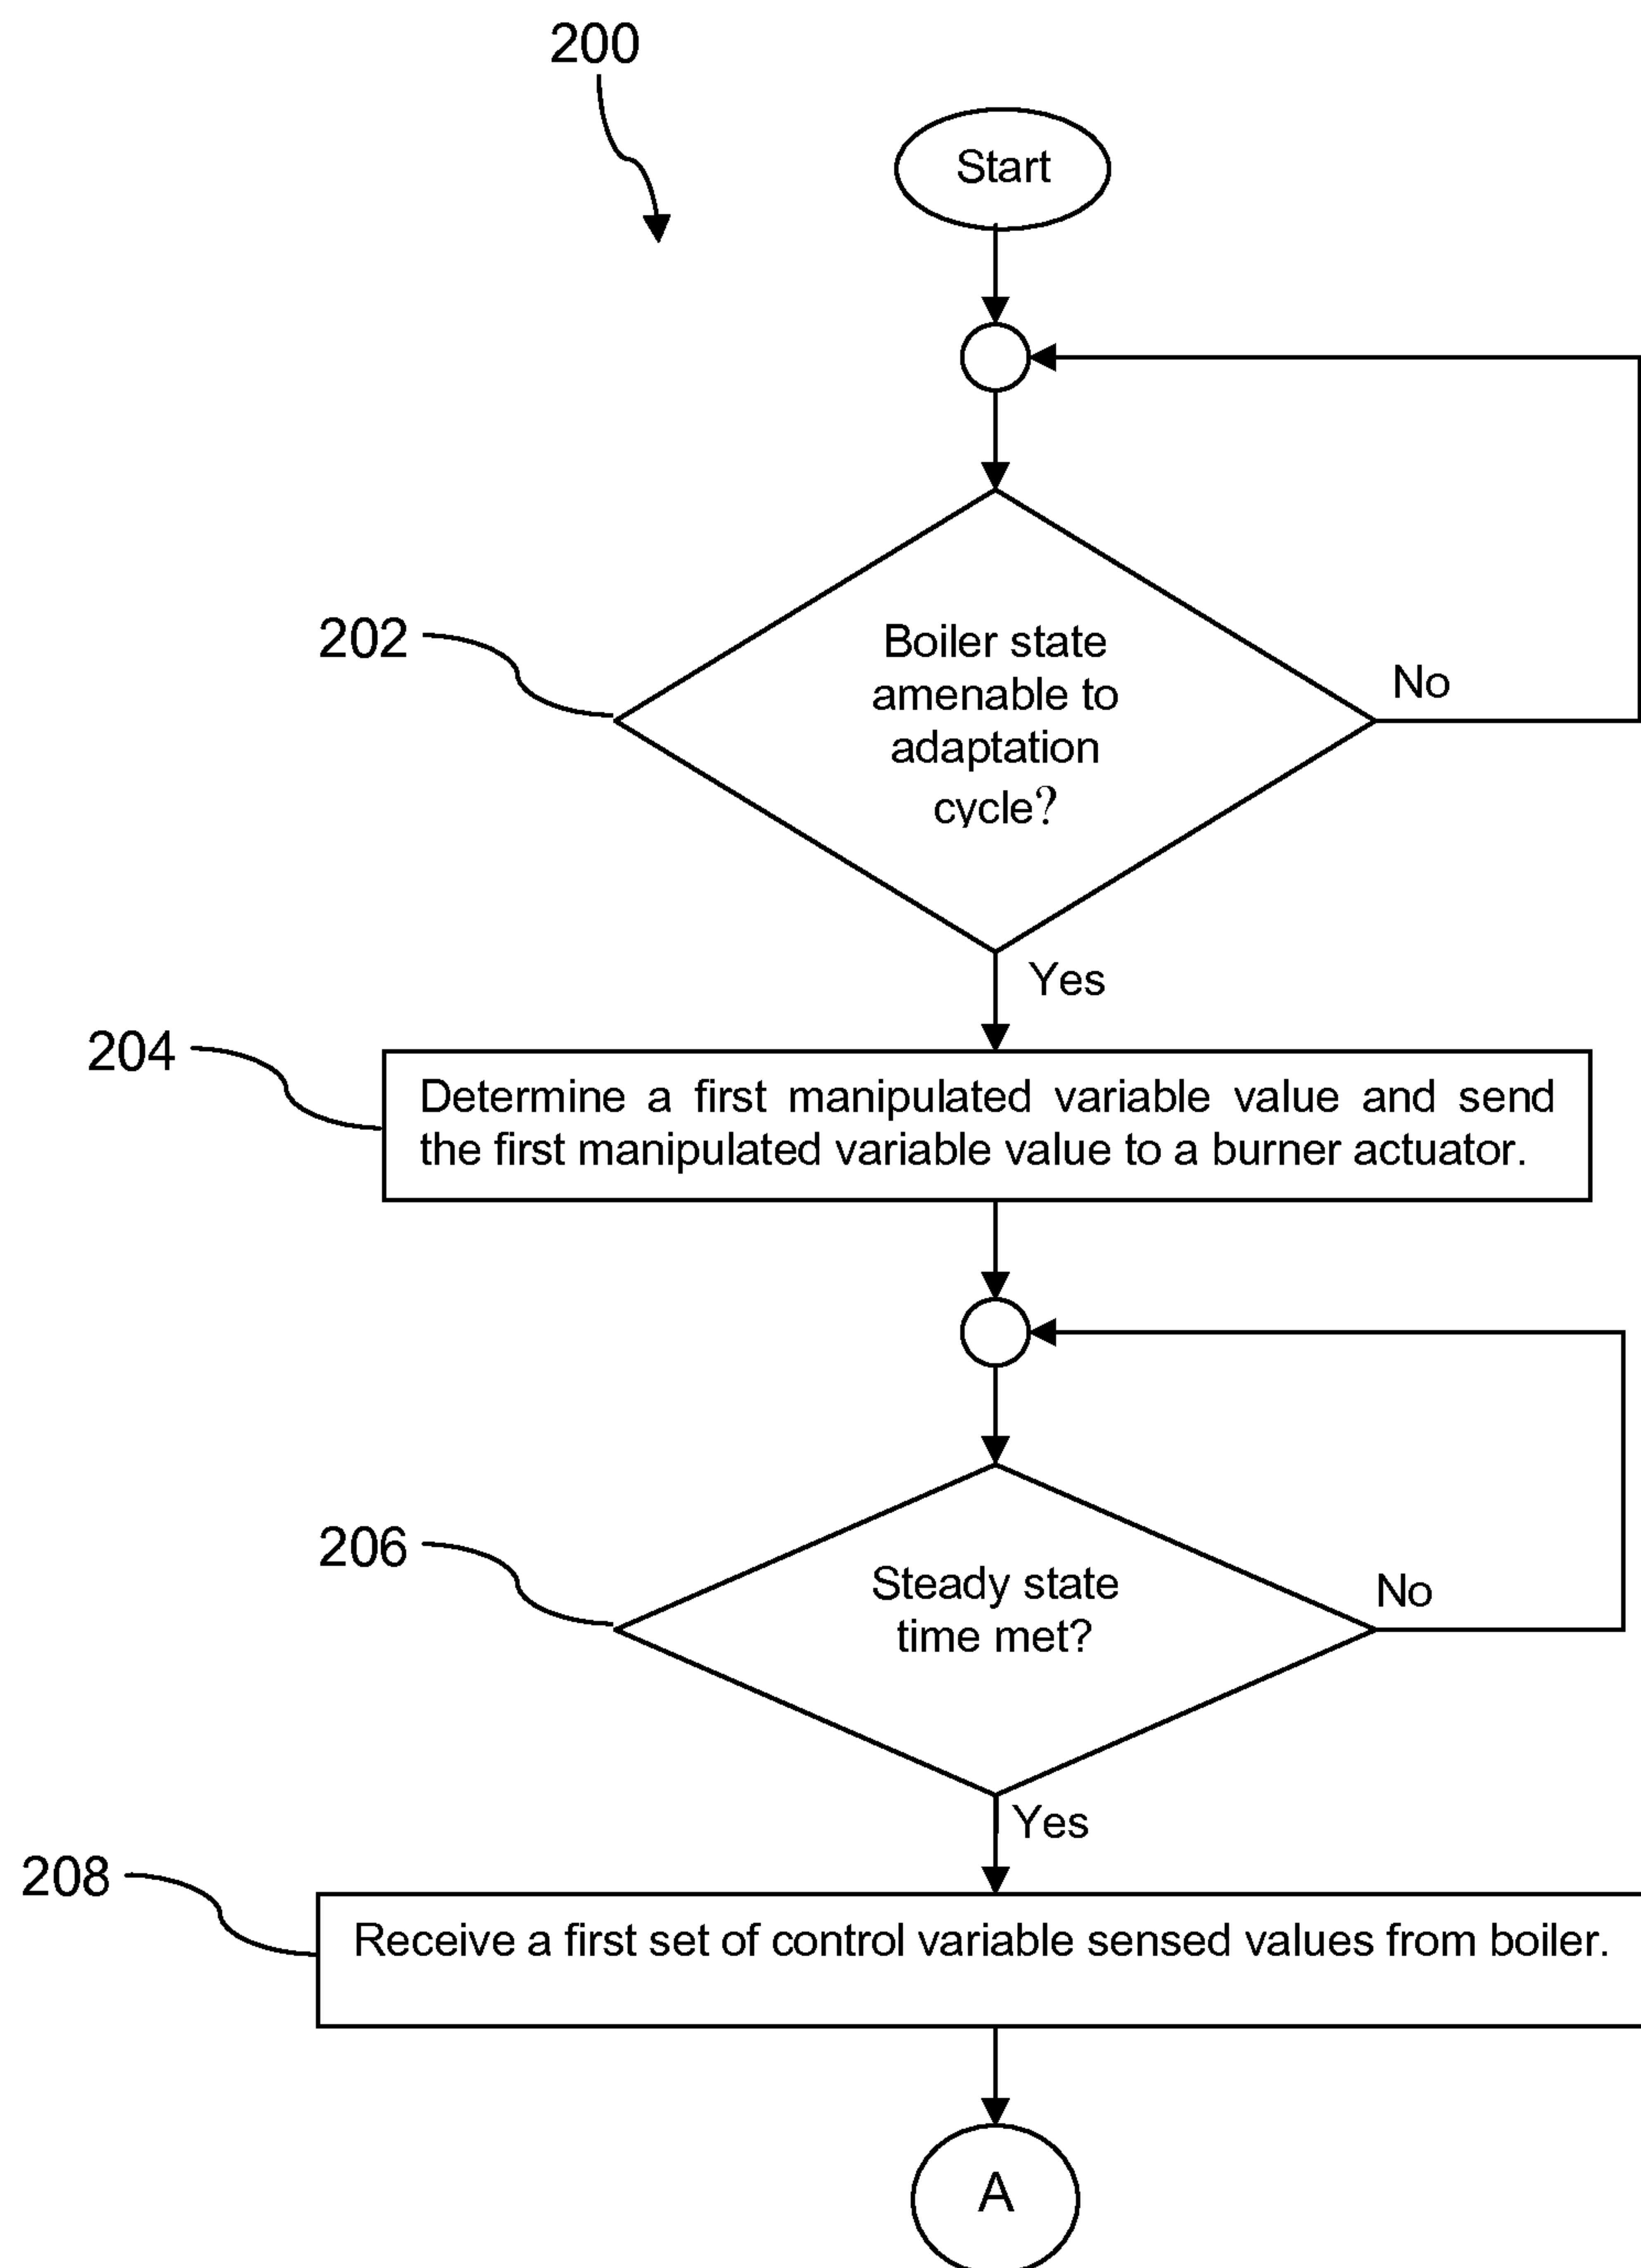 200
Start
202
Boiler state
amenable to
adaptation
cycle?
No
Yes
204
Determine a first manipulated variable value and send
the first manipulated variable value to a burner actuator.
206
Steady state
time met?
No
Yes
208
Receive a first set of control variable sensed values from boiler.
A